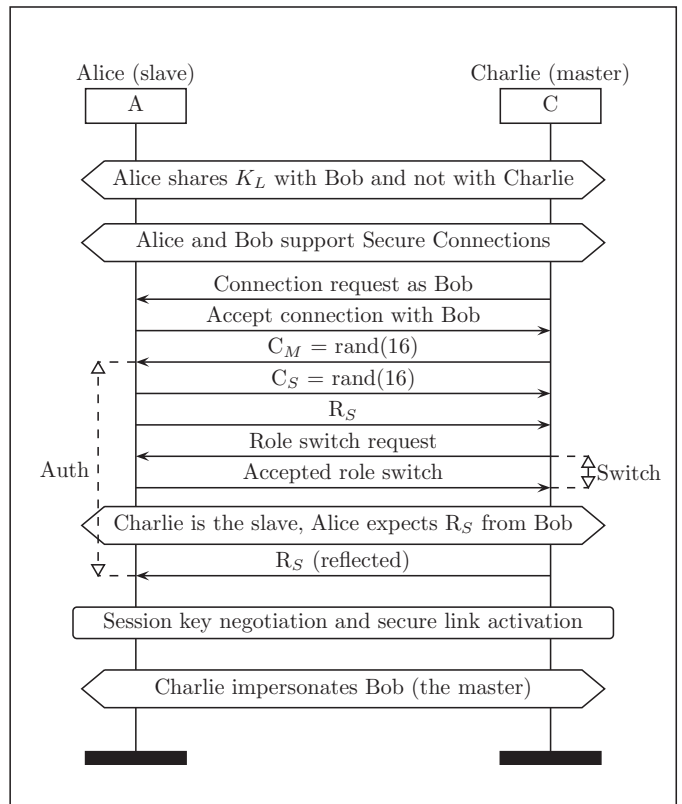 Alice (slave) Charlie (master)
A C
Alice shares K_L with Bob and not with Charlie
Alice and Bob support Secure Connections
Connection request as Bob
Accept connection with Bob
C_M = rand(16)
C_S = rand(16)
R_S
Role switch request
Auth Accepted role switch Switch
Charlie is the slave, Alice expects R_S from Bob
R_S (reflected)
Session key negotiation and secure link activation
Charlie impersonates Bob (the master)